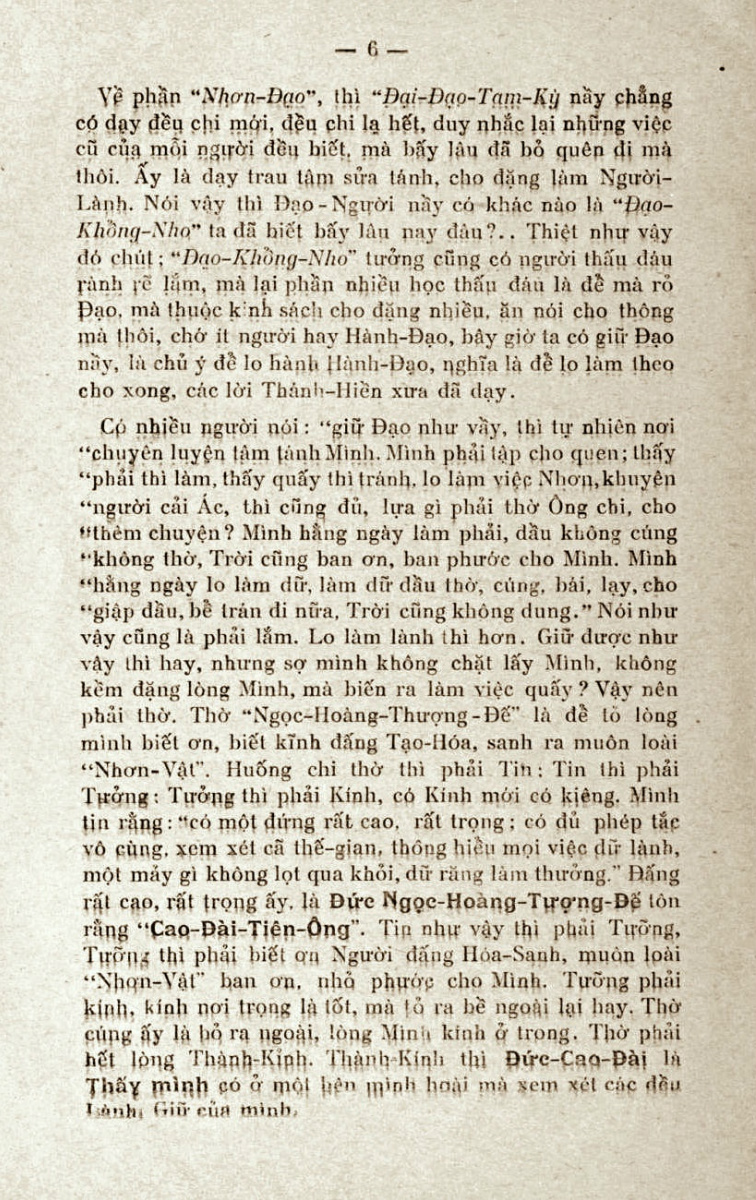 — 6 —
Về phần “Nhơn-Đạo”, thì “Đại-Đạo-Tam-Kỳ nầy chẳng
có dạy đều chi mới, đều chi lạ hết, duy nhắc lại những việc
cũ của mỗi người đều biết, mà bấy lâu đã bỏ quên đi mà
thôi. Ấy là dạy trau tâm sửa tánh, cho đặng làm Người-
Lành. Nói vậy thì Đạo-Người nầy có khác nào là “Đạo-
Khổng-Nho” ta đã biết bấy lâu nay đâu?.. Thiệt như vậy
đó chút; “Đạo-Khổng-Nho” tưởng cũng có người thấu đáu
rành rẽ lắm, mà lại phần nhiều học thấu đáu là để mà rỏ
Đạo, mà thuộc kinh sách cho đặng nhiều, ăn nói cho thông
mà thôi, chớ ít người hay Hành-Đạo, bây giờ ta có giữ Đạo
nầy, là chủ ý để lo hành Hành-Đạo, nghĩa là để lo làm theo
cho xong, các lời Thánh-Hiền xưa đã dạy.
Có nhiều người nói: “giữ Đạo như vầy, thì tự nhiên nơi
“chuyên luyện tâm tánh Mình. Mình phải tập cho quen; thấy
“phải thì làm, thấy quấy thì tránh, lo làm việc Nhơn, khuyên
“người cải Ác, thì cũng đủ, lựa gì phải thờ Ông chi, cho
“thêm chuyện? Mình hằng ngày làm phải, dầu không cúng
“không thờ, Trời cũng ban ơn, ban phước cho Mình. Mình
“hằng ngày lo làm dữ, làm dữ dầu thờ, cúng, bái, lạy, cho
“giập đầu, bể trán đi nữa, Trời cũng không dung.” Nói như
vậy cũng là phải lắm. Lo làm lành thì hơn. Giữ được như
vậy thì hay, nhưng sợ mình không chặt lấy Mình, không
kềm đặng lòng Mình, mà biến ra làm việc quấy? Vậy nên
phải thờ. Thờ “Ngọc-Hoàng-Thượng-Đế” là để tỏ lòng
mình biết ơn, biết kĩnh đấng Tạo-Hóa, sanh ra muôn loài
“Nhơn-Vật”. Huống chi thờ thì phải Tin; Tin thì phải
Tưởng; Tưởng thì phải Kính, có Kính mới có kiêng. Mình
tin rằng: “có một đứng rất cao, rất trọng; có đủ phép tắc
vô cùng, xem xét cã thế-gian, thông hiểu mọi việc dữ lành,
một mảy gì không lọt qua khỏi, dữ răng làm thưởng.” Đấng
rất cao, rất trọng ấy, là Đức Ngọc-Hoàng-Tượng-Đế tôn
rằng “Cao-Đài-Tiên-Ông”. Tin như vậy thì phải Tưỡng,
Tưỡng thì phải biết ơn Người đấng Hóa-Sanh, muôn loài
“Nhơn-Vật” ban ơn, nhỏ phước cho Mình. Tưỡng phải
kính, kính nơi trong là tốt, mà tỏ ra bề ngoài lại hay. Thờ
cúng ấy là bỏ ra ngoài, lòng Mình kính ở trong. Thờ phải
hết lòng Thành-Kính. Thành-Kính thì Đức-Cao-Đài là
Thấy mình có ở một bên mình hoài mà xem xét các đều
Lành, Giữ của mình.